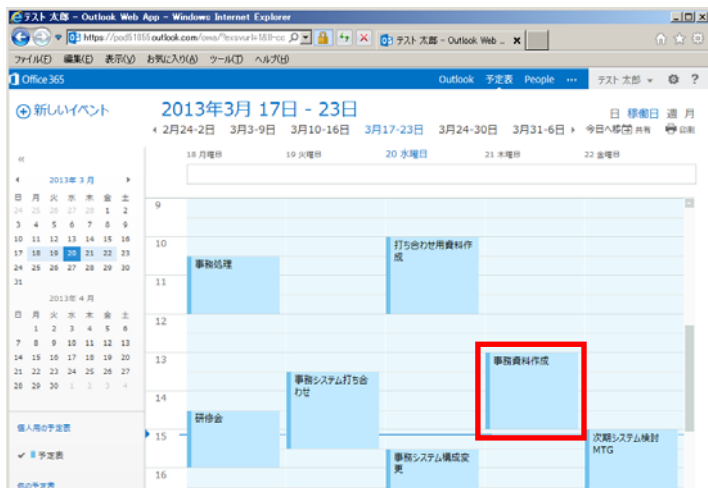 テスト 太郎 - Outlook Web App - Windows Internet Explorer
outlook.com
テスト 太郎 - Outlook Web ...
ファイル(F) 編集(E) 表示(V) お気に入り(A) ツール(T) ヘルプ(H)
Office 365
Outlook 予定表 People ... テスト 太郎 ?
新しいイベント
2013年3月 17日 - 23日
日 稼働日 週 月
2月24-2日 3月3-9日 3月10-16日 3月17-23日 3月24-30日 3月31-6日
今日へ移 共有 印刷
«
18 月曜日 19 火曜日 20 水曜日 21 木曜日 22 金曜日
2013年 3月
日 月 火 水 木 金 土
24 25 26 27 28 1 2
3 4 5 6 7 8 9
10 11 12 13 14 15 16
17 18 19 20 21 22 23
24 25 26 27 28 29 30
31
2013年 4月
日 月 火 水 木 金 土
1 2 3 4 5 6
7 8 9 10 11 12 13
14 15 16 17 18 19 20
21 22 23 24 25 26 27
28 29 30 1 2 3 4
個人用の予定表
予定表
他の予定表
9
10
11
12
13
14
15
16
事務処理
研修会
事務システム打ち合
わせ
打ち合わせ用資料作
成
事務システム構成変
更
事務資料作成
次期システム検討
MTG